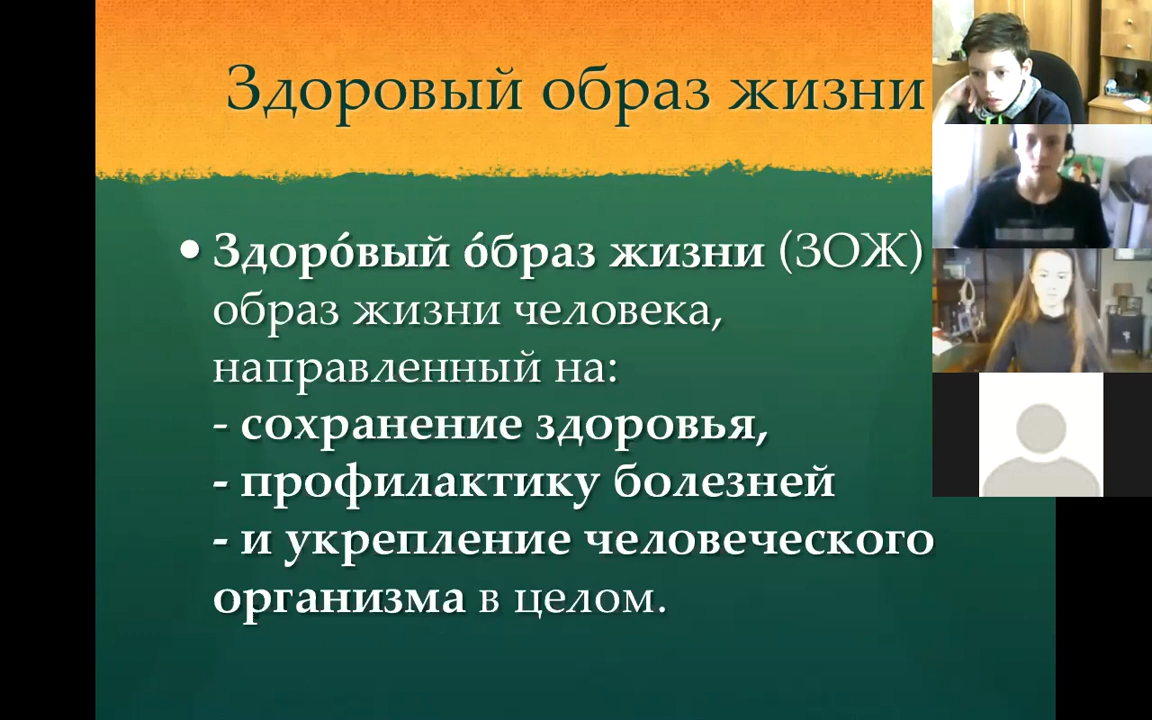 Здоровый образ жизни
• Здоро́вый о́браз жизни (ЗОЖ)
образ жизни человека,
направленный на:
- сохранение здоровья,
- профилактику болезней
- и укрепление человеческого
организма в целом.